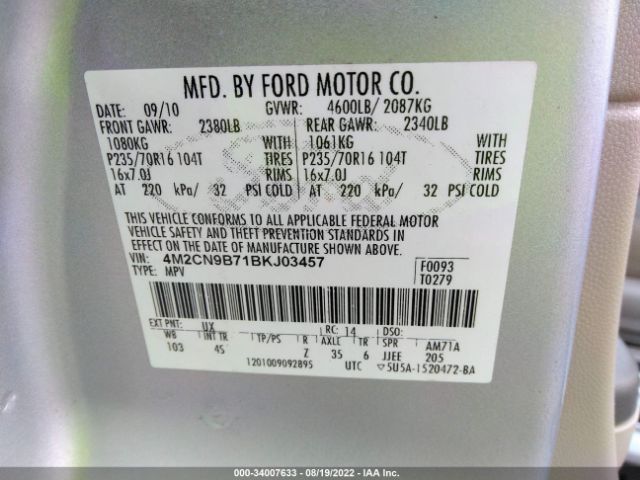 MFD. BY FORD MOTOR CO.
DATE: 09/10 GVWR: 4600LB/ 2087KG
FRONT GAWR: 2380LB REAR GAWR: 2340LB
1080KG WITH 1061KG WITH
P235/70R16 104T TIRES P235/70R16 104T TIRES
16x7.0J RIMS 16x7.0J RIMS
AT 220 kPa/ 32 PSI COLD AT 220 kPa/ 32 PSI COLD
THIS VEHICLE CONFORMS TO ALL APPLICABLE FEDERAL MOTOR
VEHICLE SAFETY AND THEFT PREVENTION STANDARDS IN
EFFECT ON THE DATE OF MANUFACTURE SHOWN ABOVE.
VIN: 4M2CN9B71BKJ03457 F0093
TYPE: MPV T0279
EXT PNT: UX RC: 14 DSO:
WB INT TR TP/PS R AXLE TR SPR AM71A
103 4S Z 35 6 JJEE 205
1201009092895 UTC ▽5U5A-1520472-BA
000-34007633 - 08/19/2022 - IAA Inc.